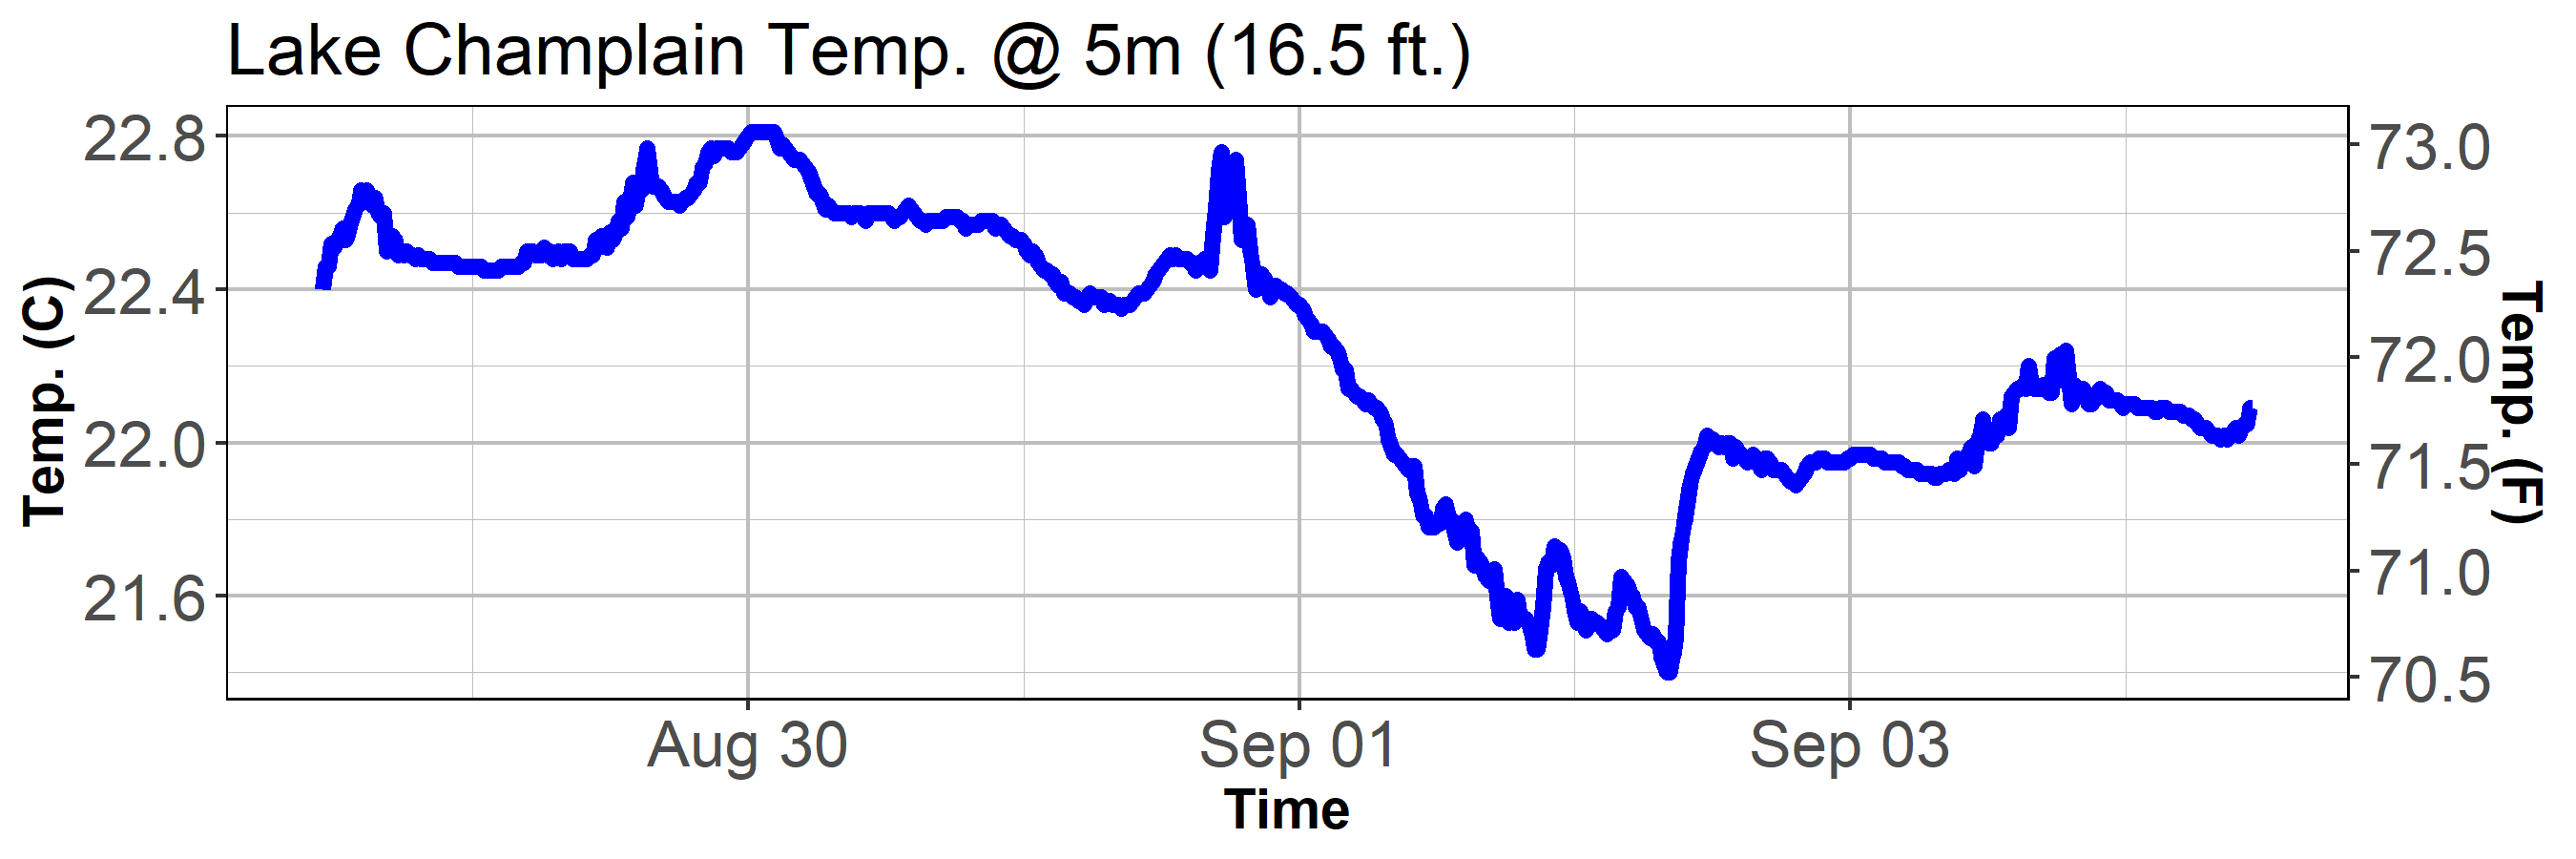 Lake Champlain Temp. @ 5m (16.5 ft.)
Temp. (C)
22.8
22.4
22.0
21.6
73.0
72.5
72.0
71.5
71.0
70.5
Temp. (F)
Aug 30
Sep 01
Sep 03
Time